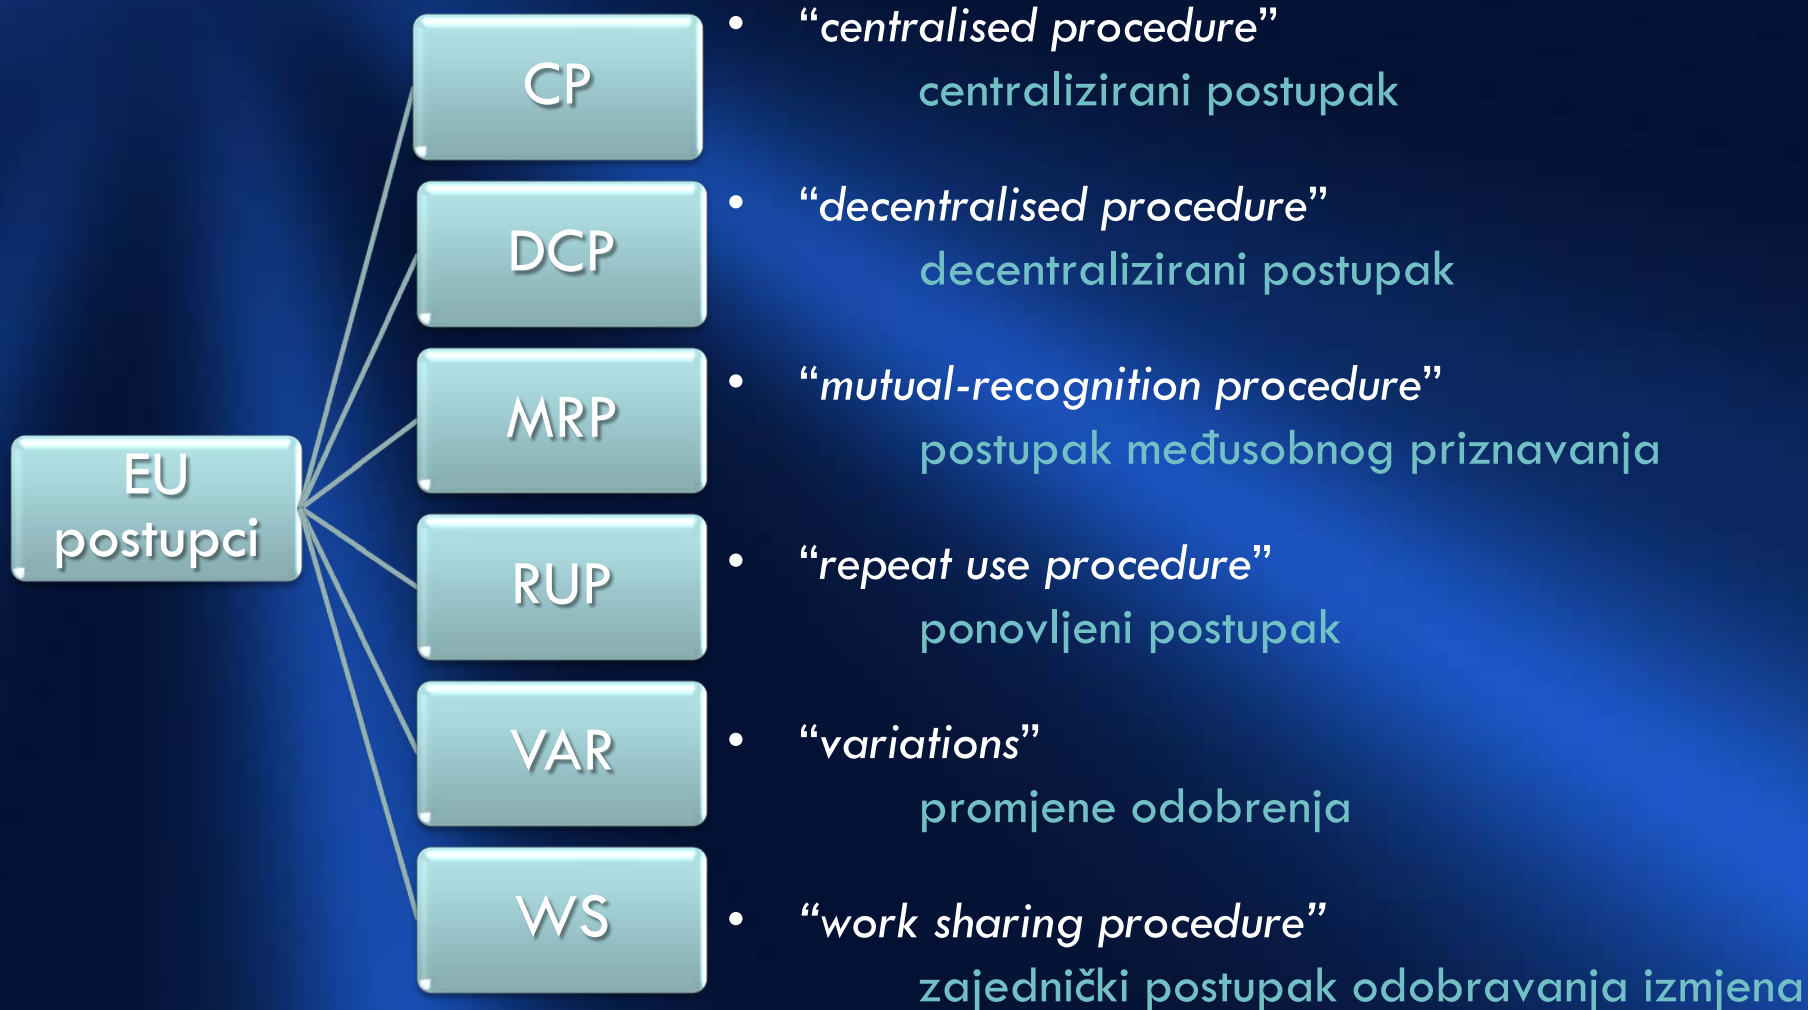 EU
postupci
CP
• “centralised procedure”
centralizirani postupak
DCP
• “decentralised procedure”
decentralizirani postupak
MRP
• “mutual-recognition procedure”
postupak međusobnog priznavanja
RUP
• “repeat use procedure”
ponovljeni postupak
VAR
• “variations”
promjene odobrenja
WS
• “work sharing procedure”
zajednički postupak odobravanja izmjena